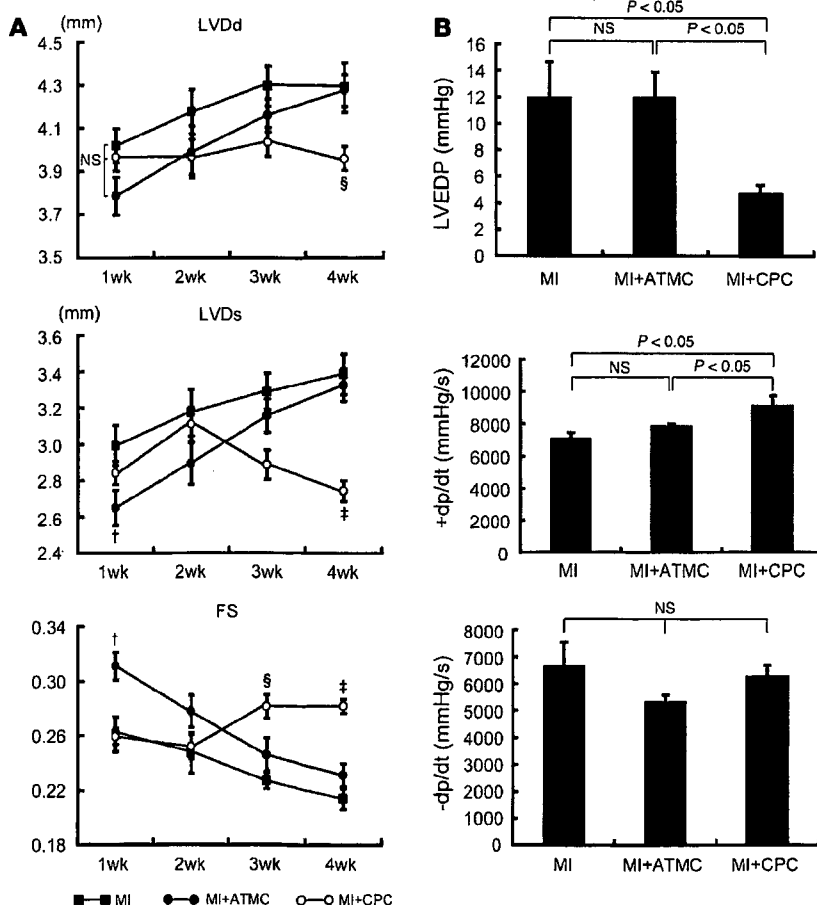 A
(mm)
LVDd
4.5
4.3
4.1
3.9
3.7
3.5
NS
§
1wk 2wk 3wk 4wk
(mm)
LVDs
3.6
3.4
3.2
3.0
2.8
2.6
2.4
†
‡
1wk 2wk 3wk 4wk
FS
0.34
0.30
0.26
0.22
0.18
†
§
‡
1wk 2wk 3wk 4wk
MI MI+ATMC MI+CPC
B
P < 0.05
NS P < 0.05
LVEDP (mmHg)
16
14
12
10
8
6
4
2
0
MI MI+ATMC MI+CPC
P < 0.05
NS P < 0.05
+dp/dt (mmHg/s)
12000
10000
8000
6000
4000
2000
0
MI MI+ATMC MI+CPC
NS
-dp/dt (mmHg/s)
8000
7000
6000
5000
4000
3000
2000
1000
0
MI MI+ATMC MI+CPC